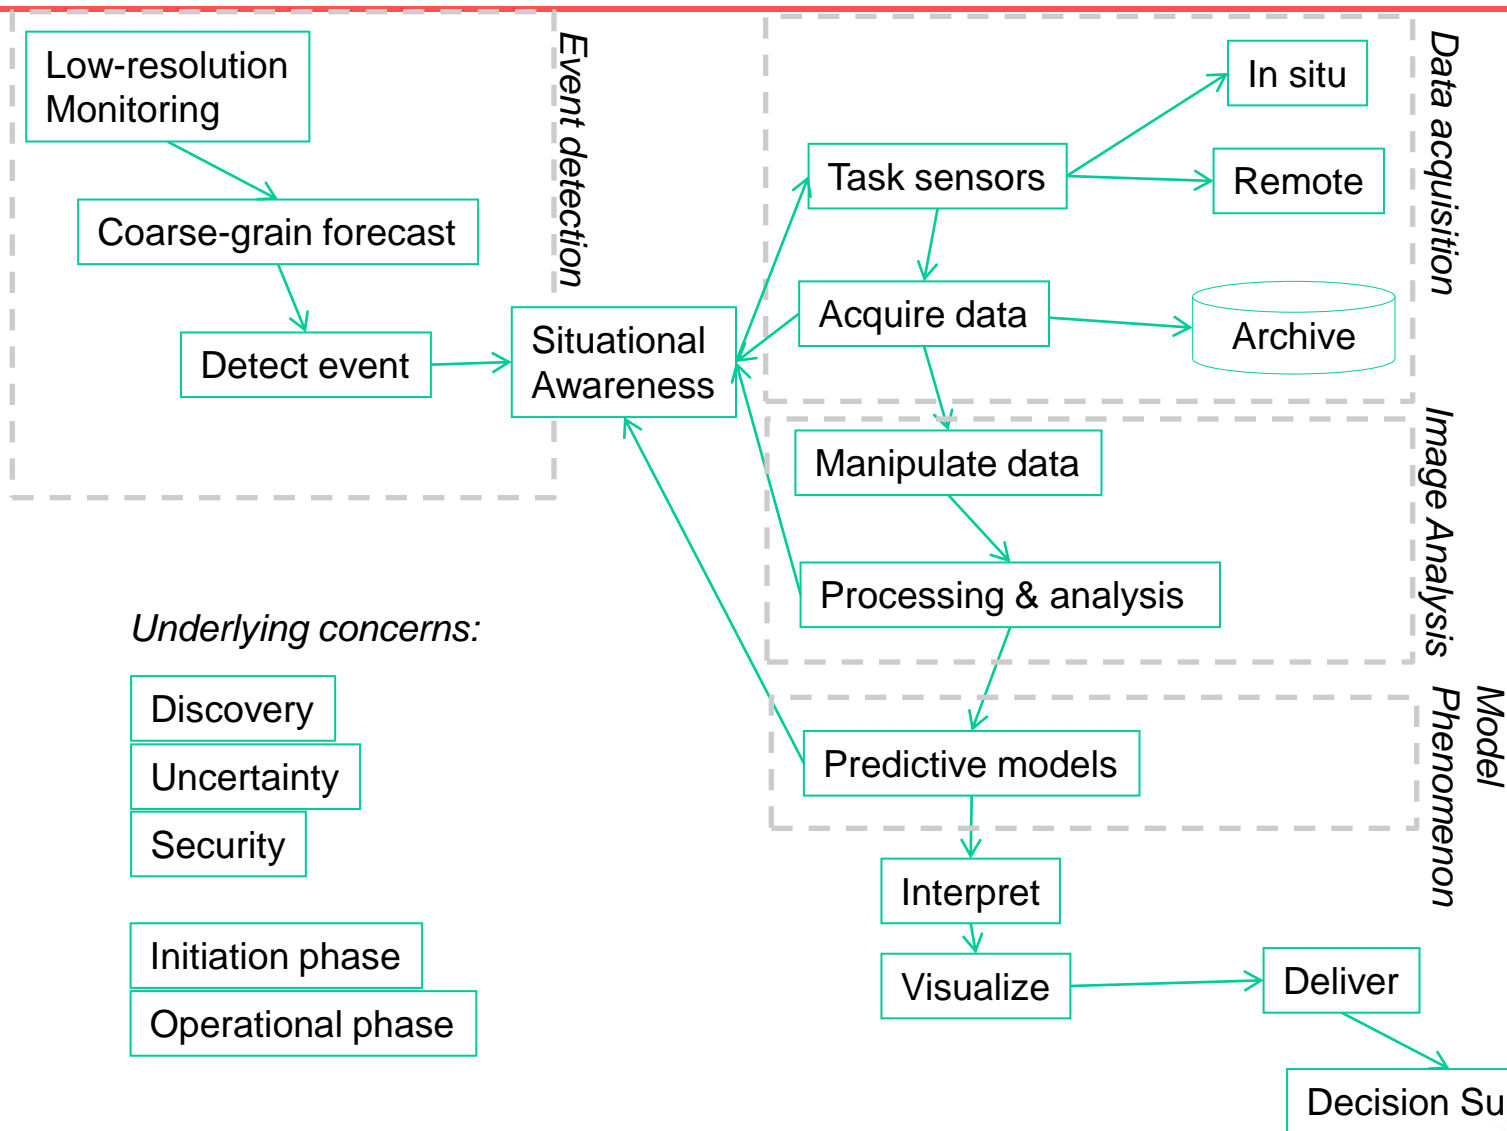 Low-resolution
Monitoring
Coarse-grain forecast
Detect event
Event detection
Situational
Awareness
Task sensors
In situ
Remote
Acquire data
Archive
Data acquisition
Manipulate data
Processing & analysis
Image Analysis
Predictive models
Model
Phenomenon
Interpret
Visualize
Deliver
Decision Su
Underlying concerns:
Discovery
Uncertainty
Security
Initiation phase
Operational phase